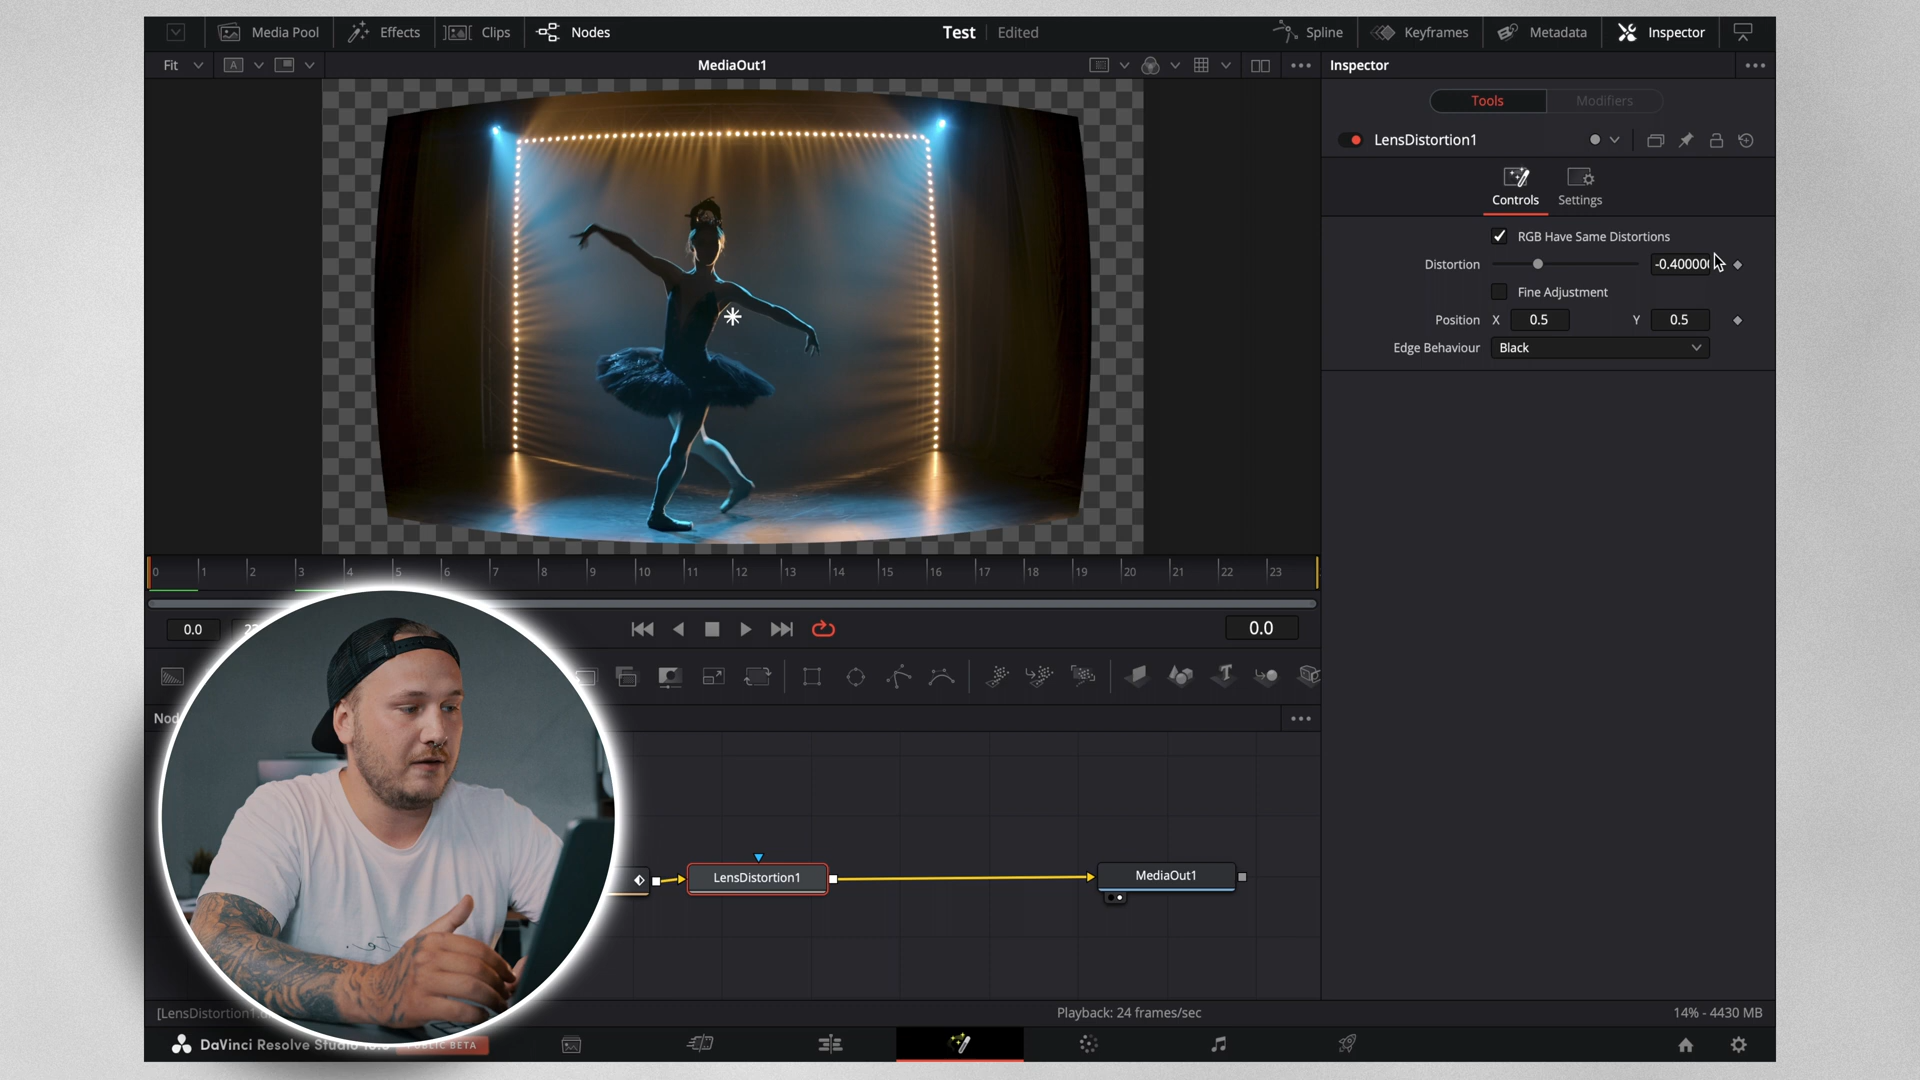 Media Pool Effects Clips Nodes Test Edited Spline Keyframes Metadata Inspector
Fit A MediaOut1 Inspector
Tools Modifiers
LensDistortion1
Controls Settings
RGB Have Same Distortions
Distortion -0.400000
Fine Adjustment
Position X 0.5 Y 0.5
Edge Behaviour Black
0 1 2 3 4 5 6 7 8 9 10 11 12 13 14 15 16 17 18 19 20 21 22 23
0.0 0.0
T
Nod
LensDistortion1 MediaOut1
[LensDistortion1 Playback: 24 frames/sec 14% - 4430 MB
DaVinci Resolve Studio PUBLIC BETA